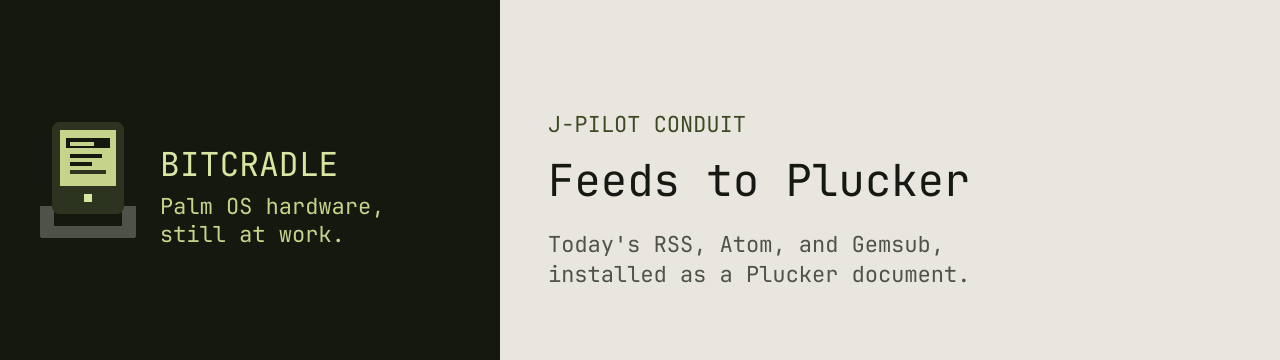 BITCRADLE
Palm OS hardware,
still at work.
J-PILOT CONDUIT
Feeds to Plucker
Today's RSS, Atom, and Gemsub,
installed as a Plucker document.